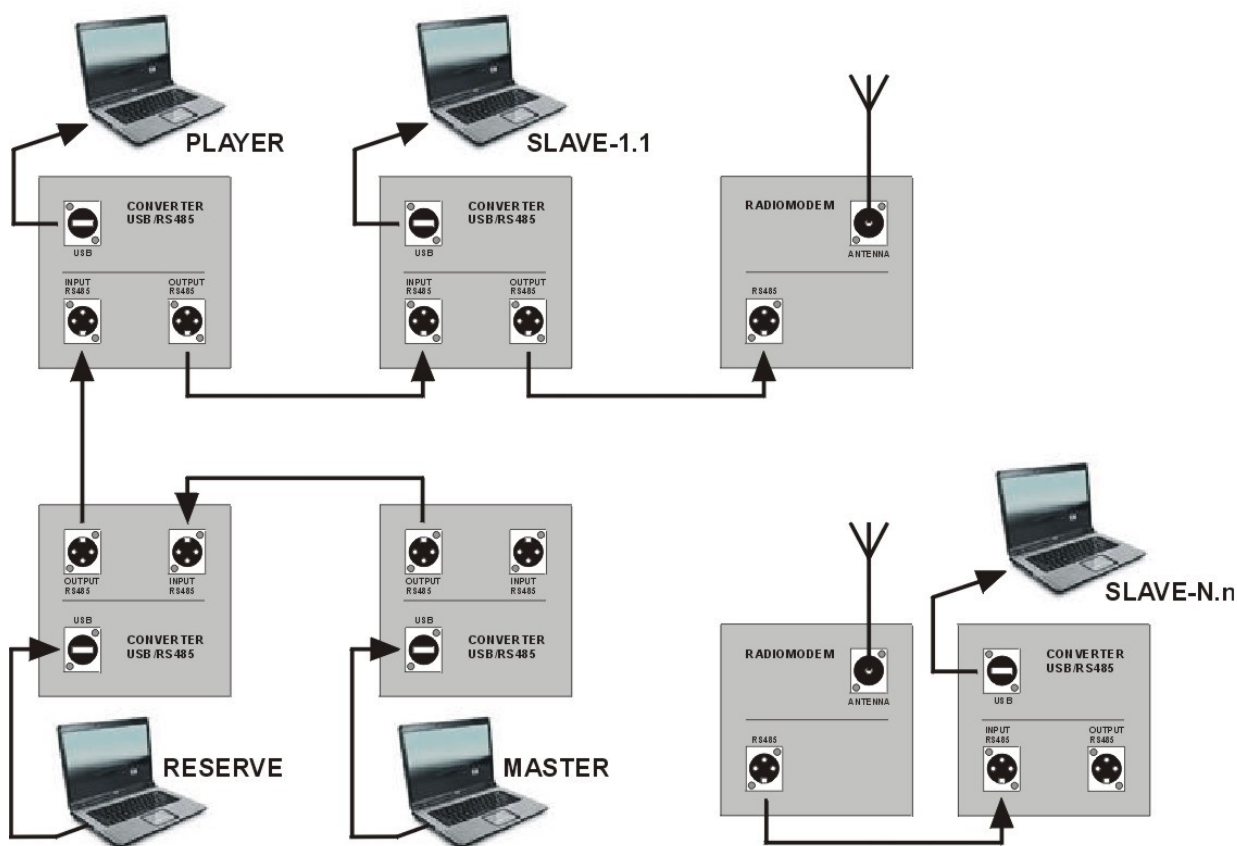 PLAYER
SLAVE-1.1
CONVERTER
USB/RS485
USB
INPUT
RS485
OUTPUT
RS485
CONVERTER
USB/RS485
USB
INPUT
RS485
OUTPUT
RS485
RADIOMODEM
ANTENNA
RS485
OUTPUT
RS485
INPUT
RS485
USB
CONVERTER
USB/RS485
RESERVE
OUTPUT
RS485
INPUT
RS485
USB
CONVERTER
USB/RS485
MASTER
SLAVE-N.n
RADIOMODEM
ANTENNA
RS485
CONVERTER
USB/RS485
USB
INPUT
RS485
OUTPUT
RS485